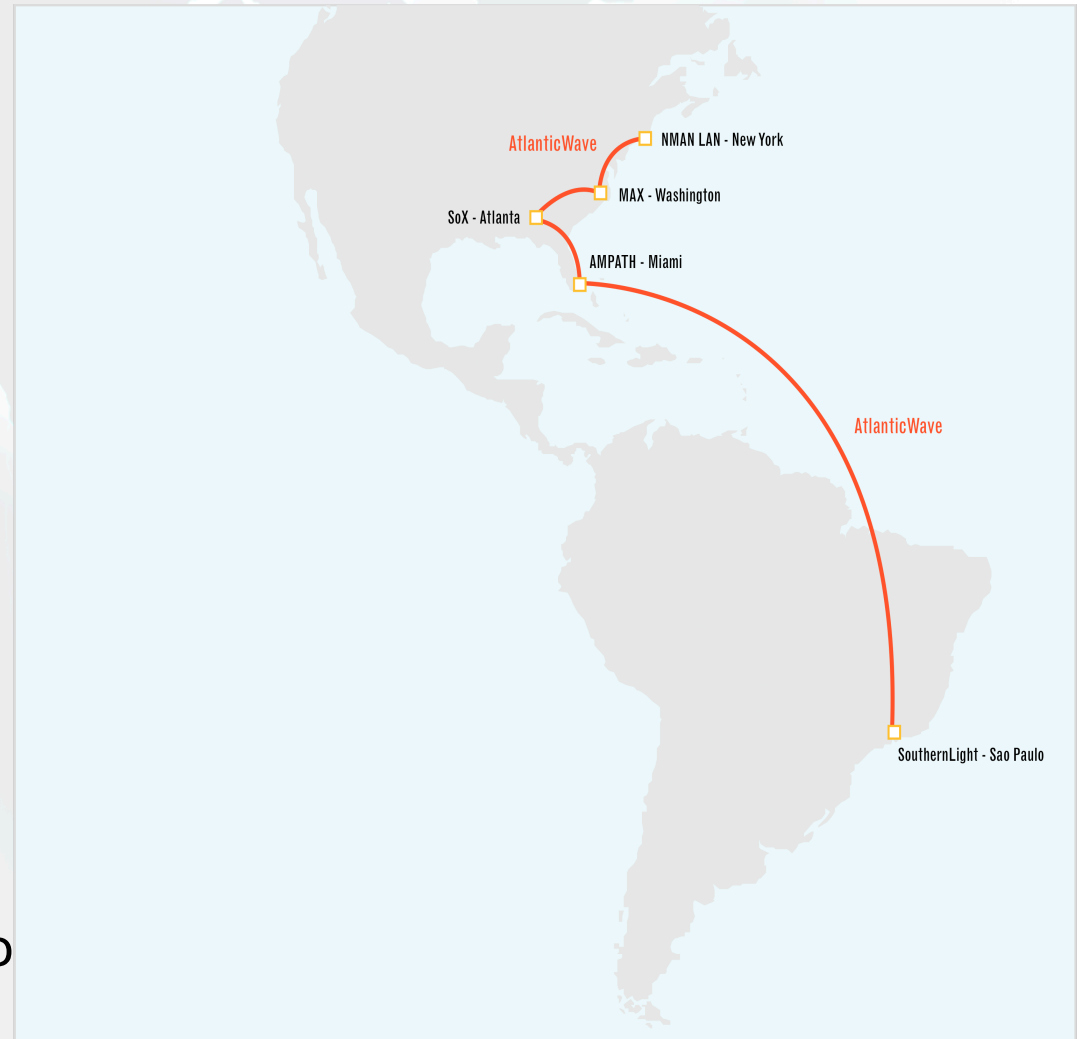 AtlanticWave
NMAN LAN - New York
MAX - Washington
SoX - Atlanta
AMPATH - Miami
AtlanticWave
SouthernLight - Sao Paulo